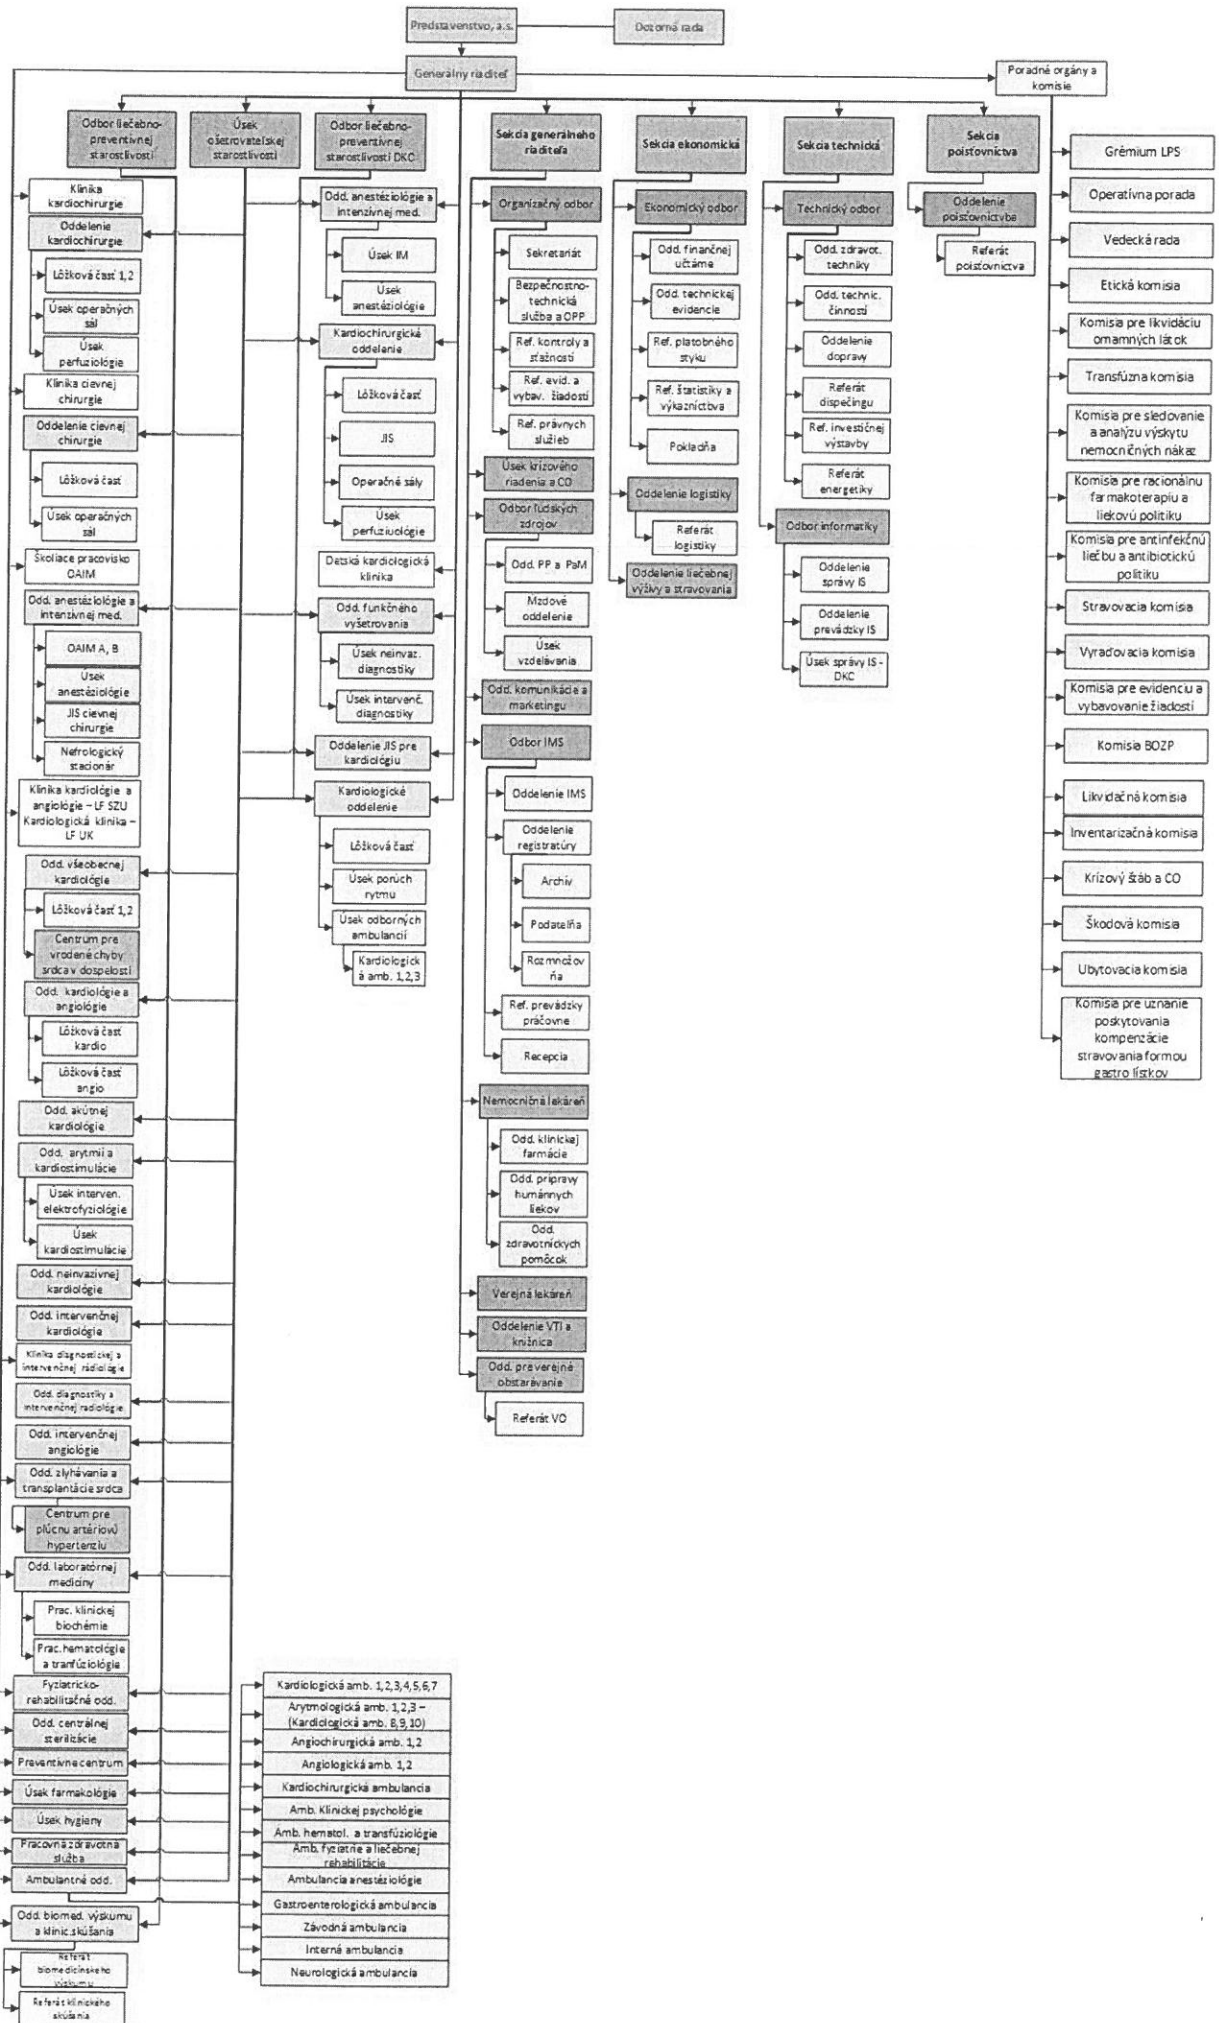 Predstavenstvo, a.s.
Dozorná rada
Generálny riaditeľ
Poradné orgány a
komisie
Odbor liečebno-
preventívnej
starostlivosti
Úsek
ošetrovateľskej
starostlivosti
Odbor liečebno-
preventívnej
starostlivosti DKC
Sekcia generálneho
riaditeľa
Sekcia ekonomická
Sekcia technická
Sekcia
poisťovníctva
Klinika
kardiochirurgie
Oddelenie
kardiochirurgie
Lôžková časť 1,2
Úsek operačných
sál
Úsek
perfuziológie
Klinika cievnej
chirurgie
Oddelenie cievnej
chirurgie
Lôžková časť
Úsek operačných
sál
Školiace pracovisko
OAIM
Odd. anestéziológie a
intenzívnej med.
OAIM A, B
Úsek
anestéziológie
JIS cievnej
chirurgie
Nefrologický
stacionár
Klinika kardiológie a
angiológie – LF SZU
Kardiologická klinika –
LF UK
Odd. všeobecnej
kardiológie
Lôžková časť 1,2
Centrum pre
vrodené chyby
srdca v dospelosti
Odd. kardiológie a
angiológie
Lôžková časť
kardio
Lôžková časť
angio
Odd. akútnej
kardiológie
Odd. arytmií a
kardiostimulácie
Úsek interven.
elektrofyziológie
Úsek
kardiostimulácie
Odd. neinvazívnej
kardiológie
Odd. intervenčnej
kardiológie
Klinika diagnostickej a
intervenčnej rádiológie
Odd. diagnostiky a
intervenčnej radiológie
Odd. intervenčnej
angiológie
Odd. zlyhávania a
transplantácie srdca
Centrum pre
pľúcnu artériovú
hypertenziu
Odd. laboratórnej
medicíny
Prac. klinickej
biochémie
Prac. hematológie
a tranfúziológie
Fyziatricko-
rehabilitačné odd.
Odd. centrálnej
sterilizácie
Preventívne centrum
Úsek farmakológie
Úsek hygieny
Pracovná zdravotná
služba
Ambulantné odd.
Odd. biomed. výskumu
a klinic. skúšania
Referát
biomedicínskeho
výskumu
Referát klinického
skúšania
Odd. anestéziológie a
intenzívnej med.
Úsek IM
Úsek
anestéziológie
Kardiochirurgické
oddelenie
Lôžková časť
JIS
Operačné sály
Úsek
perfuziuológie
Detská kardiologická
klinika
Odd. funkčného
vyšetrovania
Úsek neinvaz.
diagnostiky
Úsek intervenč.
diagnostiky
Oddelenie JIS pre
kardiológiu
Kardiologické
oddelenie
Lôžková časť
Úsek porúch
rytmu
Úsek odborných
ambulancií
Kardiologick
á amb. 1,2,3
Kardiologická amb. 1,2,3,4,5,6,7
Arytmologická amb. 1,2,3 –
(Kardiologická amb. 8,9,10)
Angiochirurgická amb. 1,2
Angiologická amb. 1,2
Kardiochirurgická ambulancia
Amb. Klinickej psychológie
Amb. hematol. a transfúziológie
Amb. fyziatrie a liečebnej
rehabilitácie
Ambulancia anestéziológie
Gastroenterologická ambulancia
Závodná ambulancia
Interná ambulancia
Neurologická ambulancia
Organizačný odbor
Sekretariát
Bezpečnostno-
technická
služba a OPP
Ref. kontroly a
sťažností
Ref. evid. a
vybav. žiadostí
Ref. právnych
služieb
Úsek krízového
riadenia a CO
Odbor ľudských
zdrojov
Odd. PP a PaM
Mzdové
oddelenie
Úsek
vzdelávania
Odd. komunikácie a
marketingu
Odbor IMS
Oddelenie IMS
Oddelenie
registratúry
Archív
Podateľňa
Rozmnožov
ňa
Ref. prevádzky
práčovne
Recepcia
Nemocničná lekáreň
Odd. klinickej
farmácie
Odd. prípravy
humánnych
liekov
Odd.
zdravotníckych
pomôcok
Verejná lekáreň
Oddelenie VTI a
knižnica
Odd. pre verejné
obstarávanie
Referát VO
Ekonomický odbor
Odd. finančnej
učtárne
Odd. technickej
evidencie
Ref. platobného
styku
Ref. štatistiky a
výkazníctva
Pokladňa
Oddelenie logistiky
Referát
logistiky
Oddelenie liečebnej
výživy a stravovania
Technický odbor
Odd. zdravot.
techniky
Odd. technic.
činností
Oddelenie
dopravy
Referát
dispečingu
Ref. investičnej
výstavby
Referát
energetiky
Odbor informatiky
Oddelenie
správy IS
Oddelenie
prevádzky IS
Úsek správy IS -
DKC
Oddelenie
poisťovníctva
Referát
poisťovníctva
Grémium LPS
Operatívna porada
Vedecká rada
Etická komisia
Komisia pre likvidáciu
omamných látok
Transfúzna komisia
Komisia pre sledovanie
a analýzu výskytu
nemocničných nákaz
Komisia pre racionálnu
farmakoterapiu a
liekovú politiku
Komisia pre antinfekčnú
liečbu a antibiotickú
politiku
Stravovacia komisia
Vyraďovacia komisia
Komisia pre evidenciu a
vybavovanie žiadostí
Komisia BOZP
Likvidačná komisia
Inventarizačná komisia
Krízový štáb a CO
Škodová komisia
Ubytovacia komisia
Komisia pre uznanie
poskytovania
kompenzácie
stravovania formou
gastro lístkov